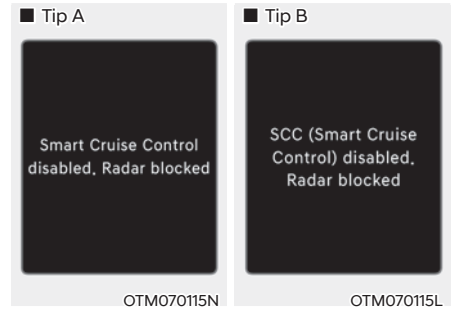 ■ Tip A
Smart Cruise Control
disabled. Radar blocked
OTM070115N
■ Tip B
SCC (Smart Cruise
Control) disabled.
Radar blocked
OTM070115L